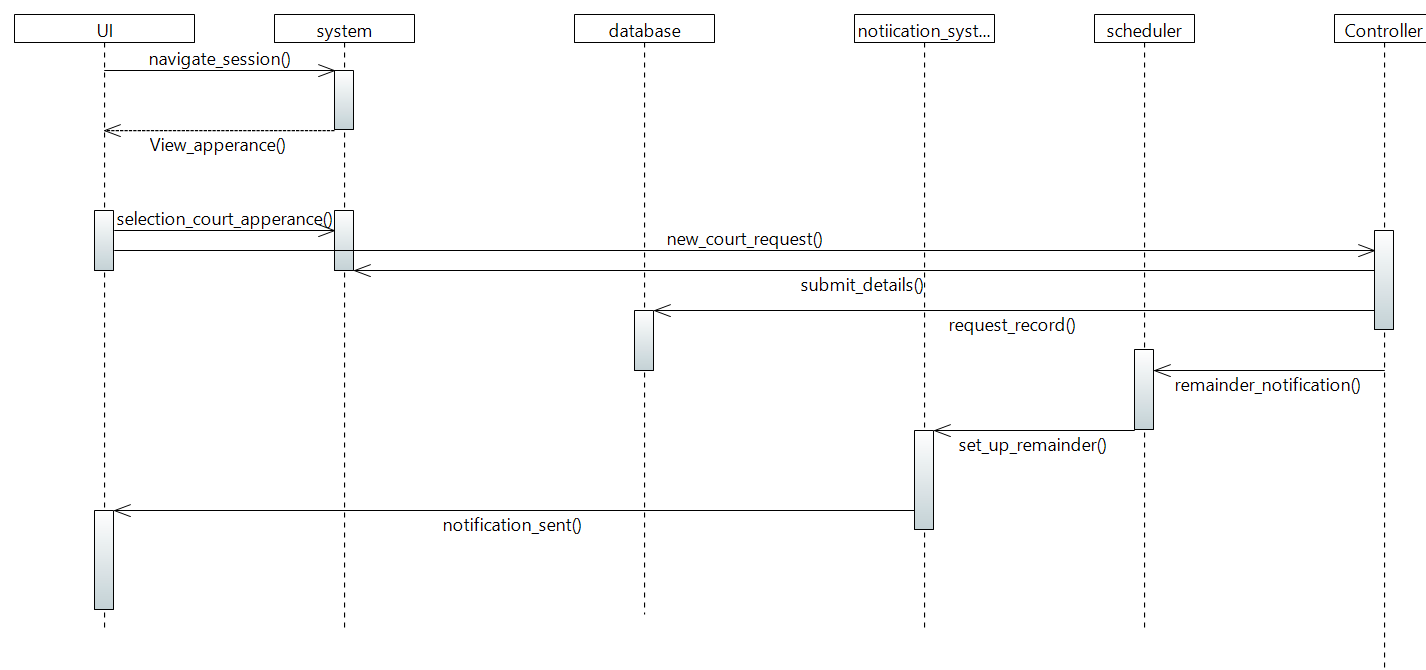 UI
system
database
notiication_syst...
scheduler
Controller
navigate_session()
View_apperance()
selection_court_apperance()
new_court_request()
submit_details()
request_record()
remainder_notification()
set_up_remainder()
notification_sent()